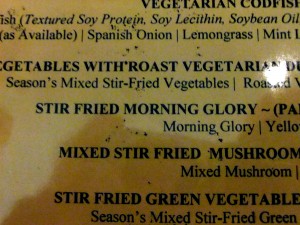 VEGETARIAN CODFISH
fish (Textured Soy Protein, Soy Lecithin, Soybean Oil
(as Available) | Spanish Onion | Lemongrass | Mint L
EGETABLES WITH ROAST VEGETARIAN DU
Season's Mixed Stir-Fried Vegetables | Roasted V
STIR FRIED MORNING GLORY ~ (PA
Morning Glory | Yellow
MIXED STIR FRIED MUSHROOM
Mixed Mushroom |
STIR FRIED GREEN VEGETABLE
Season's Mixed Stir-Fried Green